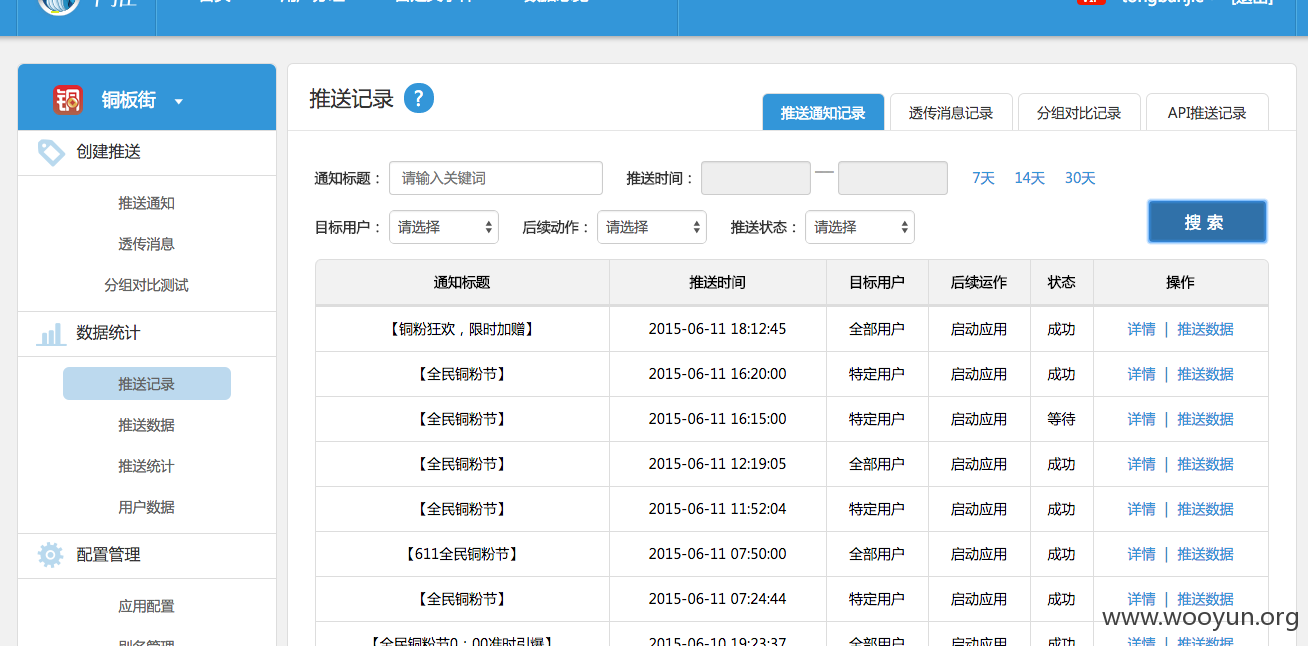 铜板街
创建推送
推送通知
透传消息
分组对比测试
数据统计
推送记录
推送数据
推送统计
用户数据
配置管理
应用配置
推送记录 ?
推送通知记录 透传消息记录 分组对比记录 API推送记录
通知标题： 请输入关键词 推送时间： — 7天 14天 30天
目标用户： 请选择 后续动作： 请选择 推送状态： 请选择 搜 索
通知标题 推送时间 目标用户 后续运作 状态 操作
【铜粉狂欢，限时加赠】 2015-06-11 18:12:45 全部用户 启动应用 成功 详情 | 推送数据
【全民铜粉节】 2015-06-11 16:20:00 特定用户 启动应用 成功 详情 | 推送数据
【全民铜粉节】 2015-06-11 16:15:00 特定用户 启动应用 等待 详情 | 推送数据
【全民铜粉节】 2015-06-11 12:19:05 全部用户 启动应用 成功 详情 | 推送数据
【全民铜粉节】 2015-06-11 11:52:04 特定用户 启动应用 成功 详情 | 推送数据
【611全民铜粉节】 2015-06-11 07:50:00 全部用户 启动应用 成功 详情 | 推送数据
【全民铜粉节】 2015-06-11 07:24:44 特定用户 启动应用 成功 详情 | 推送数据
【全民铜粉节0：00准时引爆】 2015-06-10 19:23:37 全部用户 启动应用 成功 详情 | 推送数据
www.wooyun.org